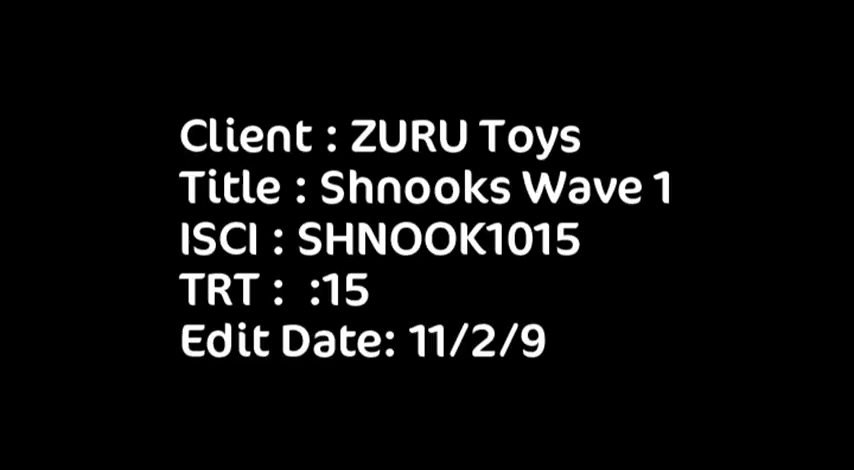 Client : ZURU Toys
Title : Shnooks Wave 1
ISCI : SHNOOK1015
TRT :  :15
Edit Date: 11/2/9